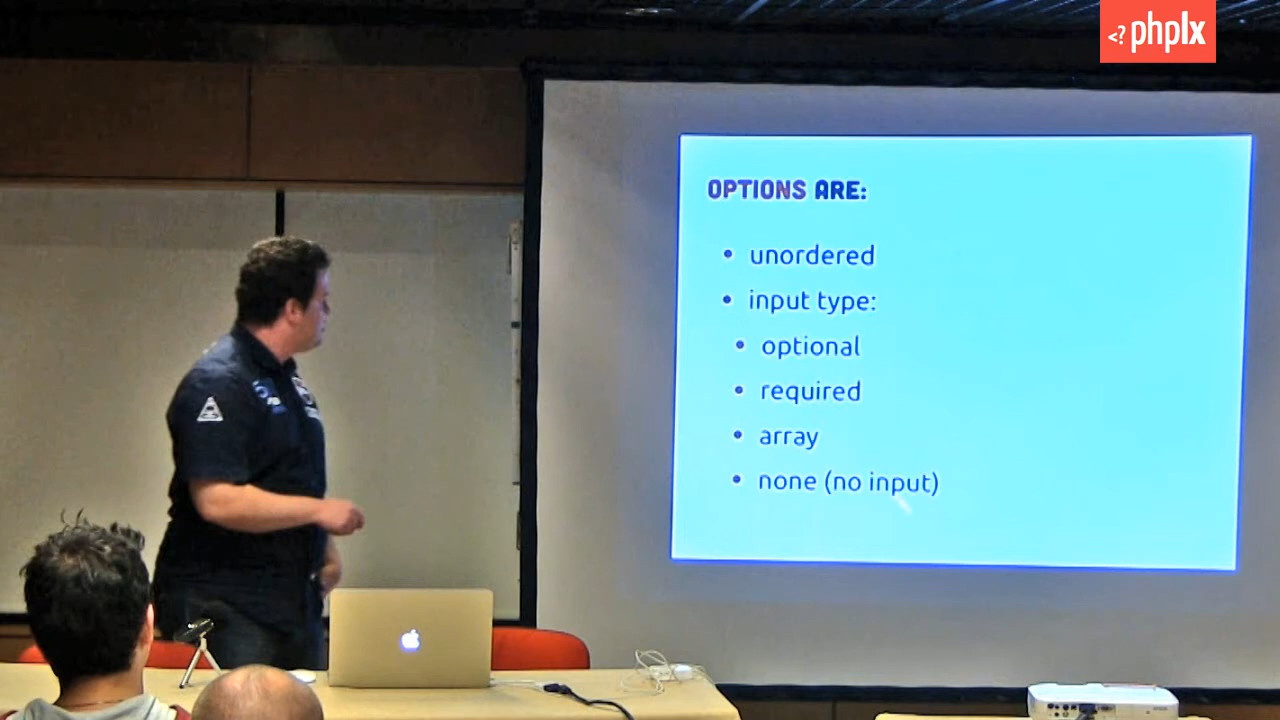 <? phplx
OPTIONS ARE:
• unordered
• input type:
• optional
• required
• array
• none (no input)